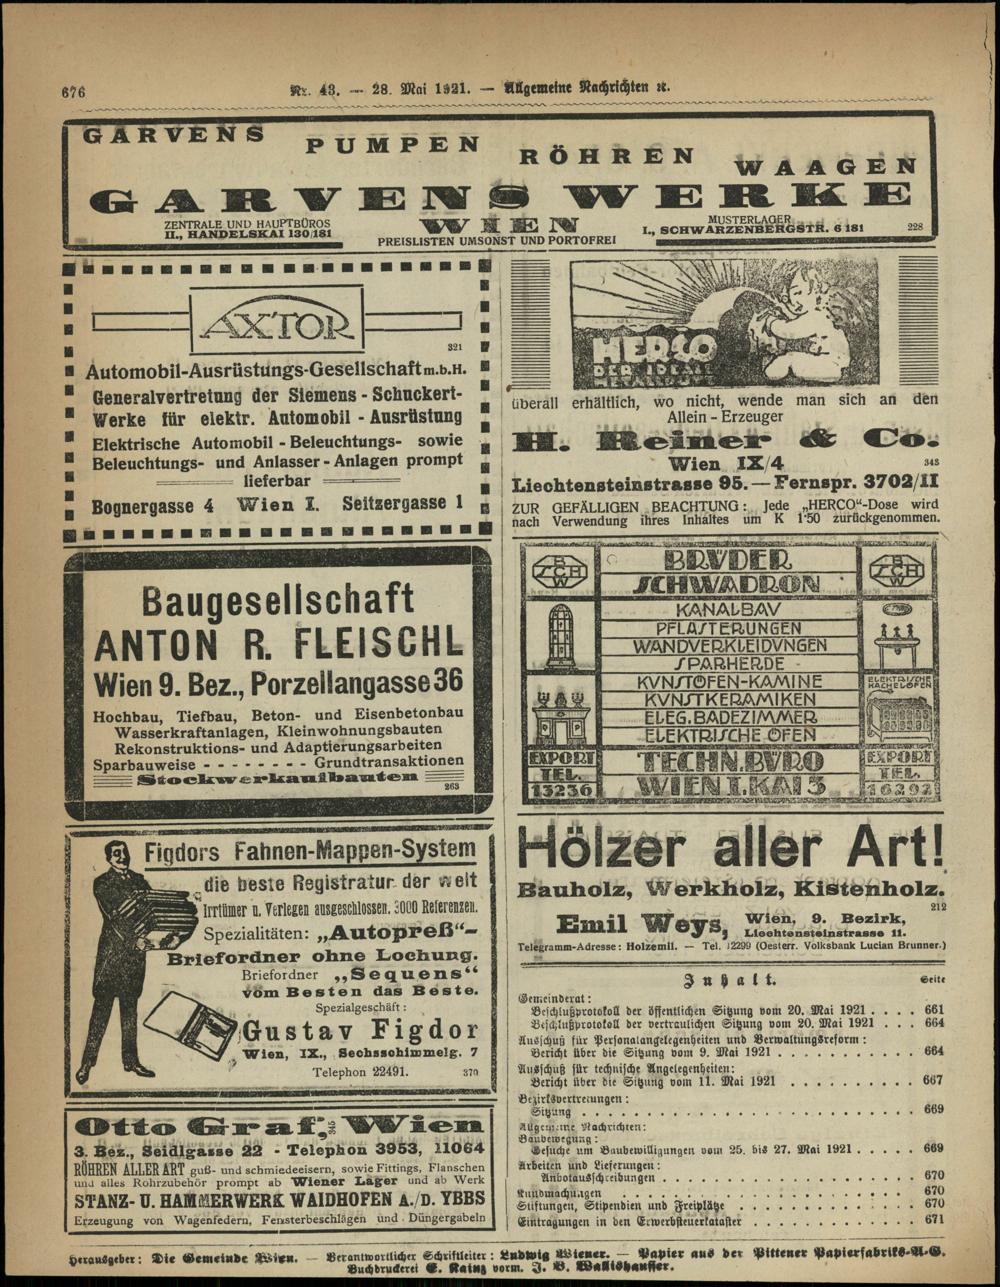 676
Nr. 43. — 28. Mai 1921. — Allgemeine Nachrichten ꝛc.
GARVENS
PUMPEN
RÖHREN
WAAGEN
GARVENS WERKE
ZENTRALE UND HAUPTBÜROS
II., HANDELSKAI 130/181
WIEN
PREISLISTEN UMSONST UND PORTOFREI
MUSTERLAGER
I., SCHWARZENBERGSTR. 6 181
228
AXTOR
321
Automobil-Ausrüstungs-Gesellschaft m.b.H.
Generalvertretung der Siemens - Schuckert-
Werke für elektr. Automobil - Ausrüstung
Elektrische Automobil - Beleuchtungs- sowie
Beleuchtungs- und Anlasser - Anlagen prompt
lieferbar
Bognergasse 4 Wien I. Seitzergasse 1
Baugesellschaft
ANTON R. FLEISCHL
Wien 9. Bez., Porzellangasse 36
Hochbau, Tiefbau, Beton- und Eisenbetonbau
Wasserkraftanlagen, Kleinwohnungsbauten
Rekonstruktions- und Adaptierungsarbeiten
Sparbauweise - - - - - - - - Grundtransaktionen
Stockwerkaufbauten
263
Figdors Fahnen-Mappen-System
die beste Registratur der Welt
Irrtümer u. Verlegen ausgeschlossen. 3000 Referenzen.
Spezialitäten: „Autopreß“-
Briefordner ohne Lochung.
Briefordner „Sequens“
vom Besten das Beste.
Spezialgeschäft:
Gustav Figdor
Wien, IX., Sechsschimmelg. 7
Telephon 22491. 370
Otto Graf, Wien
345
3. Bez., Seidlgasse 22 - Telephon 3953, 11064
RÖHREN ALLER ART guß- und schmiedeeisern, sowie Fittings, Flanschen
und alles Rohrzubehör prompt ab Wiener Lager und ab Werk
STANZ- U. HAMMERWERK WAIDHOFEN A./D. YBBS
Erzeugung von Wagenfedern, Fensterbeschlägen und Düngergabeln
HERCO
DER IDEALE
METALLPUTZ
überall erhältlich, wo nicht, wende man sich an den
Allein - Erzeuger
H. Reiner & Co.
Wien IX/4
343
Liechtensteinstrasse 95. — Fernspr. 3702/II
ZUR GEFÄLLIGEN BEACHTUNG: Jede „HERCO“-Dose wird
nach Verwendung ihres Inhaltes um K 1·50 zurückgenommen.
BSCHW
BRVDER
SCHWADRON
BSCHW
KANALBAV
PFLASTERUNGEN
WANDVERKLEIDVNGEN
SPARHERDE
KVNSTÖFEN-KAMINE
KVNSTKERAMIKEN
ELEG. BADEZIMMER
ELEKTRISCHE ÖFEN
ELEKTRISCHE
KACHELÖFEN
EXPORT
TEL.
13236
TECHN. BVRO
WIEN I. KAI 3
EXPORT
TEL.
16292
Hölzer aller Art!
Bauholz, Werkholz, Kistenholz.
212
Emil Weys, Wien, 9. Bezirk,
Liechtensteinstrasse 11.
Telegramm-Adresse: Holzemil. — Tel. 12299 (Oesterr. Volksbank Lucian Brunner.)
Inhalt. Seite
Gemeinderat:
Beschlußprotokoll der öffentlichen Sitzung vom 20. Mai 1921 . . . . 661
Beschlußprotokoll der vertraulichen Sitzung vom 20. Mai 1921 . . . 664
Ausschuß für Personalangelegenheiten und Verwaltungsreform:
Bericht über die Sitzung vom 9. Mai 1921 . . . . . . . . . . . 664
Ausschuß für technische Angelegenheiten:
Bericht über die Sitzung vom 11. Mai 1921 . . . . . . . . . . 667
Bezirksvertretungen:
Sitzung . . . . . . . . . . . . . . . . . . . . . . . . . . 669
Allgemeine Nachrichten:
Baubewegung:
Gesuche um Baubewilligungen vom 25. bis 27. Mai 1921 . . . . . 669
Arbeiten und Lieferungen:
Anbotausschreibungen . . . . . . . . . . . . . . . . . . . . 670
Kundmachungen . . . . . . . . . . . . . . . . . . . . . . . 670
Stiftungen, Stipendien und Freiplätze . . . . . . . . . . . . . . 670
Eintragungen in den Erwerbsteuerkataster . . . . . . . . . . . . 671
Herausgeber: Die Gemeinde Wien. — Verantwortlicher Schriftleiter: Ludwig Wiener. — Papier aus der Pittener Papierfabriks-A.-G.
Buchdruckerei E. Kainz vorm. J. B. Wallishausser.